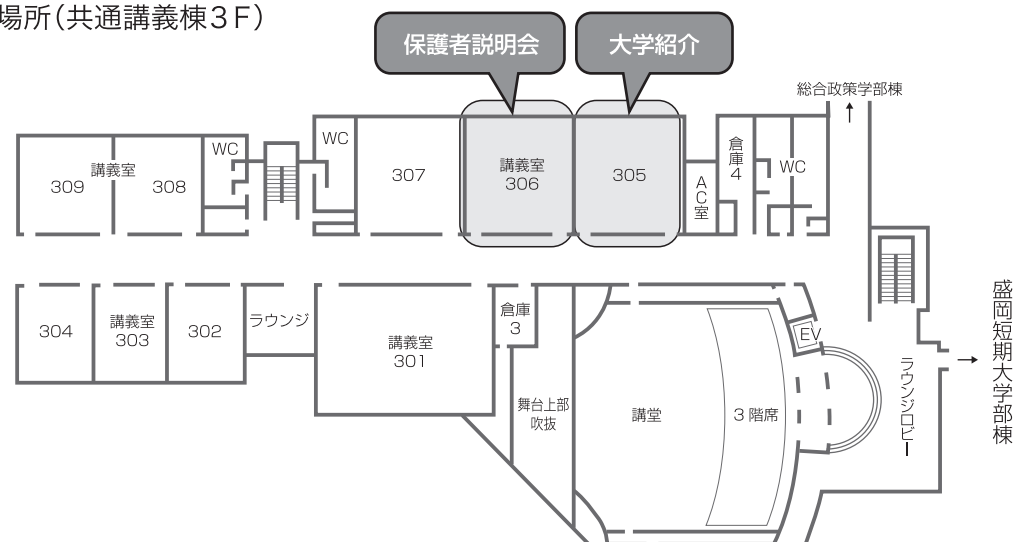 場所（共通講義棟３Ｆ）
保護者説明会
大学紹介
総合政策学部棟
↑
WC
講義室
309
308
WC
307
講義室
306
305
AC室
倉庫4
WC
304
講義室
303
302
ラウンジ
講義室
301
倉庫
3
舞台上部
吹抜
講堂
3 階席
EV
ラウンジロビー
→
盛岡短期大学部棟